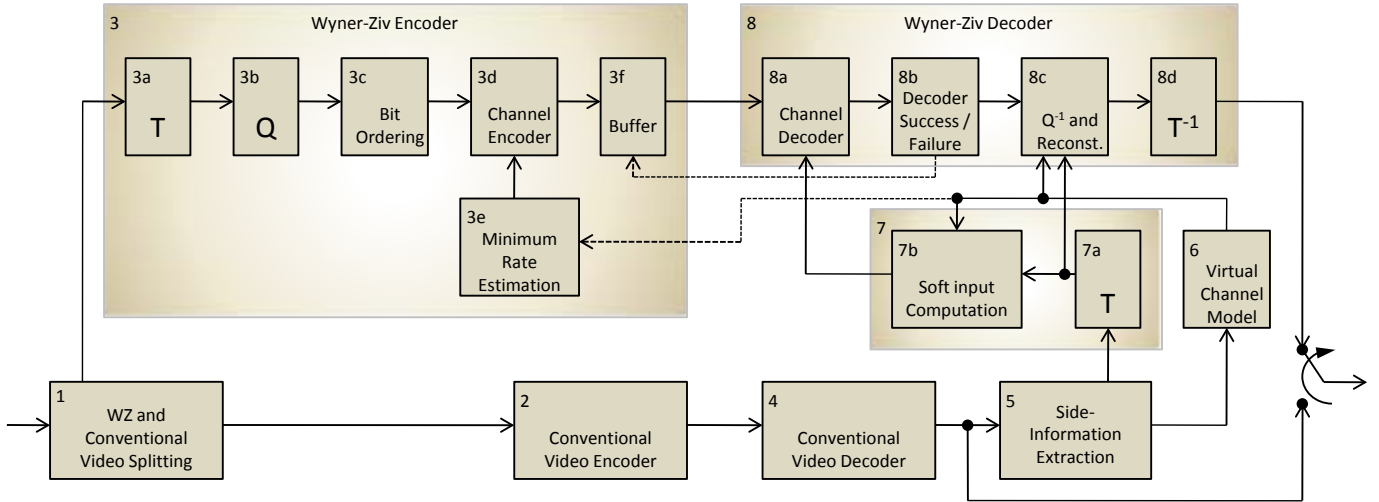 3
Wyner-Ziv Encoder
3a
T
3b
Q
3c
Bit
Ordering
3d
Channel
Encoder
3f
Buffer
3e
Minimum
Rate
Estimation
8
Wyner-Ziv Decoder
8a
Channel
Decoder
8b
Decoder
Success /
Failure
8c
Q⁻¹ and
Reconst.
8d
T⁻¹
7
7b
Soft input
Computation
7a
T
6
Virtual
Channel
Model
1
WZ and
Conventional
Video Splitting
2
Conventional
Video Encoder
4
Conventional
Video Decoder
5
Side-
Information
Extraction